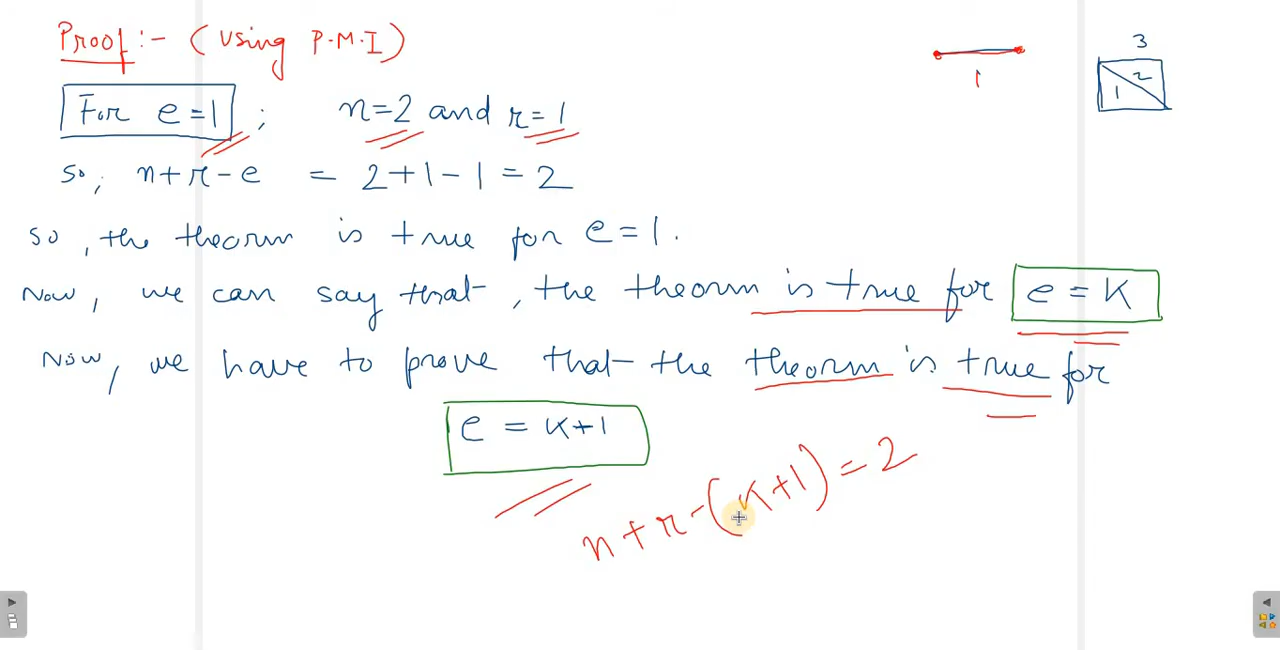 Proof :- (Using P.M.I)
1
3
1 2
For e=1 ; n=2 and r=1
So, n+r-e = 2+1-1=2
So, the theorm is true for e=1.
Now, we can say that, the theorm is true for e = K
Now, we have to prove that the theorm is true for
e = K+1
n+r-(K+1)=2